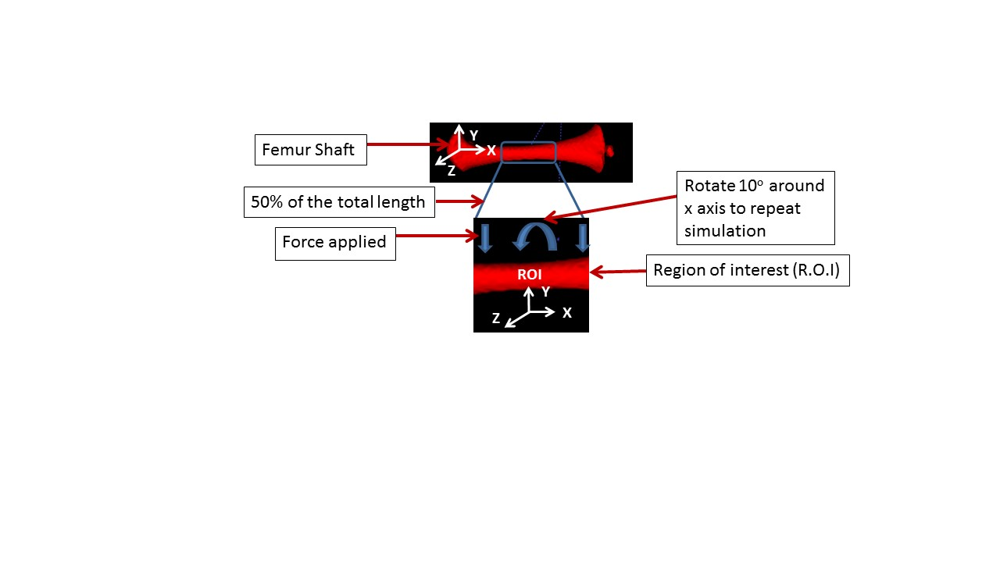 Femur Shaft
Y
X
Z
50% of the total length
Rotate 10° around
x axis to repeat
simulation
Force applied
Region of interest (R.O.I)
ROI
Y
X
Z